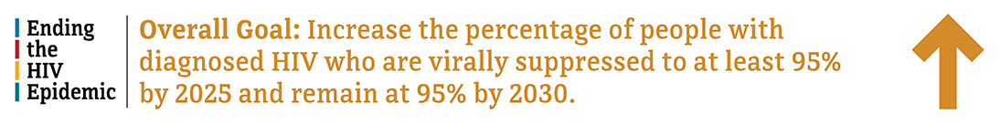 Ending
the
HIV
Epidemic
Overall Goal: Increase the percentage of people with
diagnosed HIV who are virally suppressed to at least 95%
by 2025 and remain at 95% by 2030.